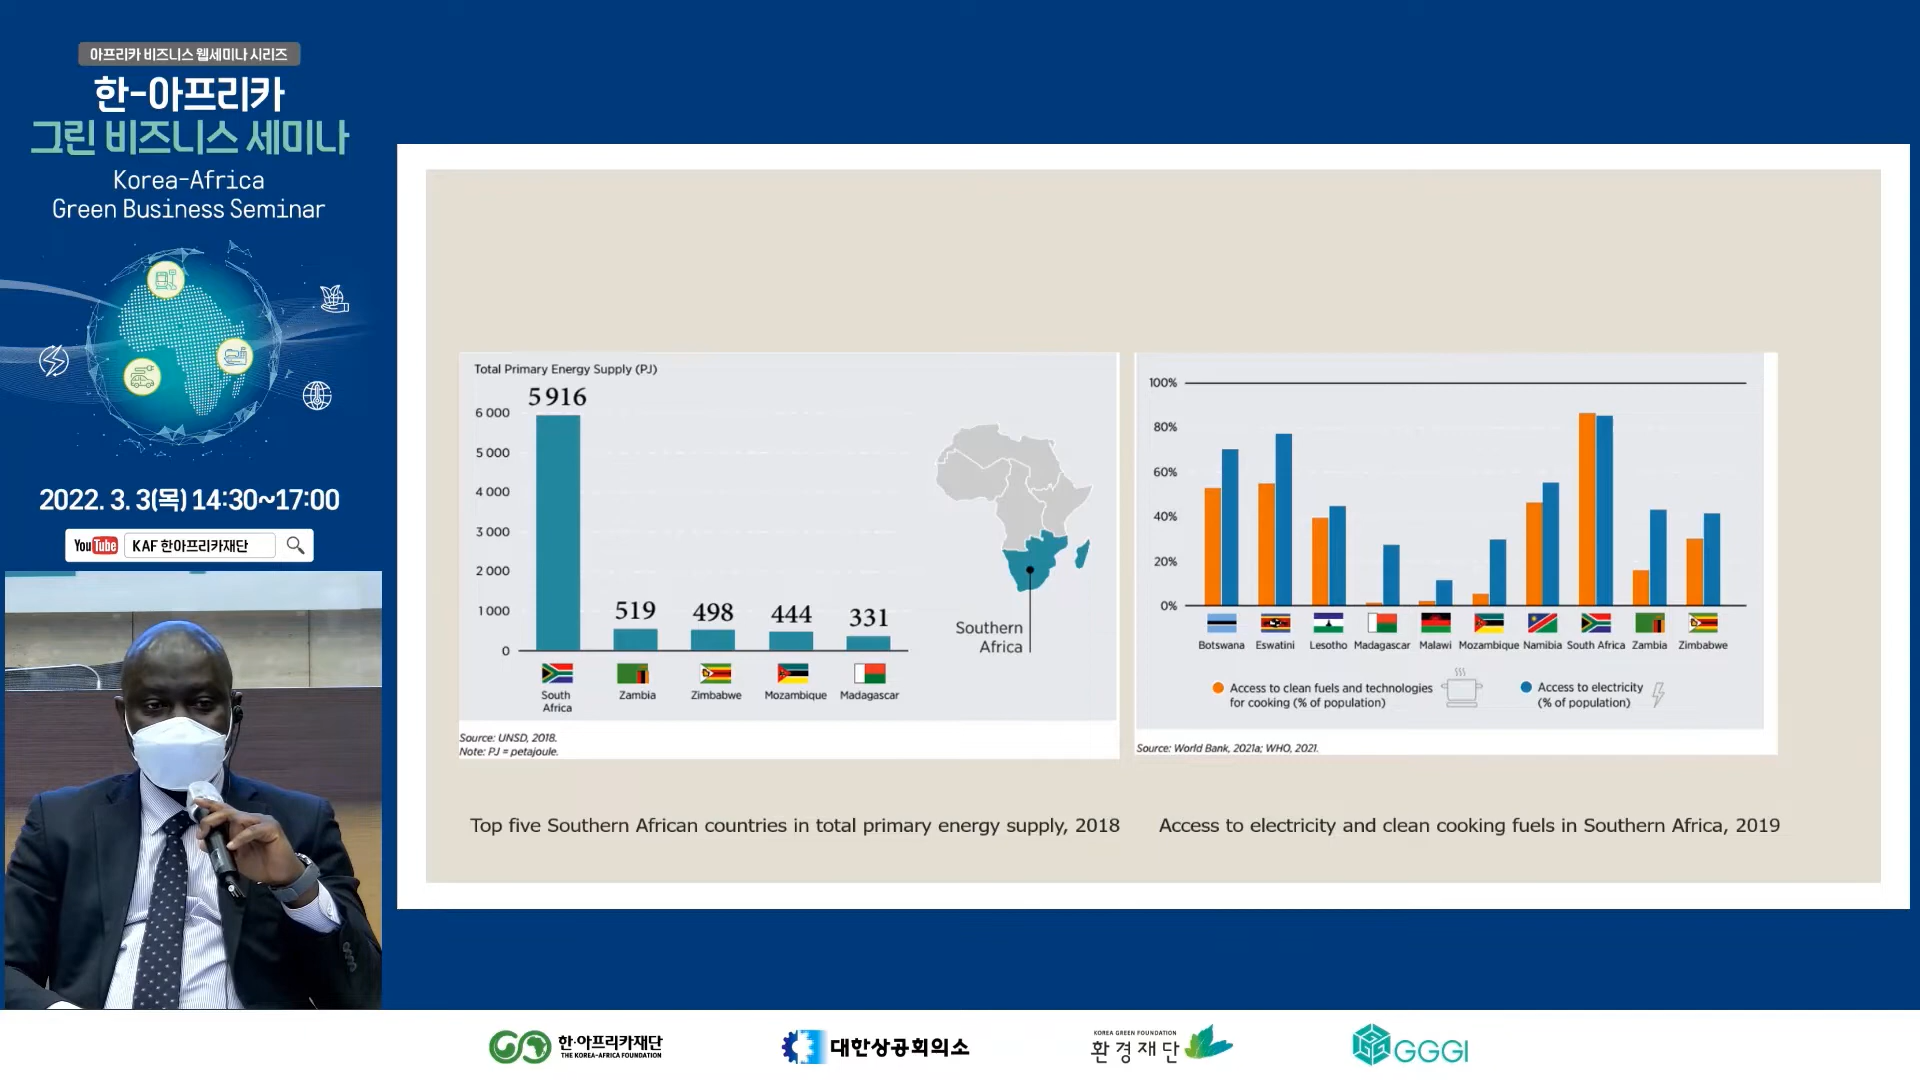 아프리카 비즈니스 웹세미나 시리즈
한-아프리카
그린 비즈니스 세미나
Korea-Africa
Green Business Seminar
2022. 3. 3(목) 14:30~17:00
YouTube KAF 한아프리카재단
Total Primary Energy Supply (PJ)
5 916
6 000
5 000
4 000
3 000
2 000
1 000
0
519
498
444
331
South Africa
Zambia
Zimbabwe
Mozambique
Madagascar
Southern
Africa
Source: UNSD, 2018.
Note: PJ = petajoule.
Top five Southern African countries in total primary energy supply, 2018
100%
80%
60%
40%
20%
0%
Botswana
Eswatini
Lesotho
Madagascar
Malawi
Mozambique
Namibia
South Africa
Zambia
Zimbabwe
Access to clean fuels and technologies
for cooking (% of population)
Access to electricity
(% of population)
Source: World Bank, 2021a; WHO, 2021.
Access to electricity and clean cooking fuels in Southern Africa, 2019
한·아프리카재단
THE KOREA-AFRICA FOUNDATION
대한상공회의소
KOREA GREEN FOUNDATION
환경재단
GGGI